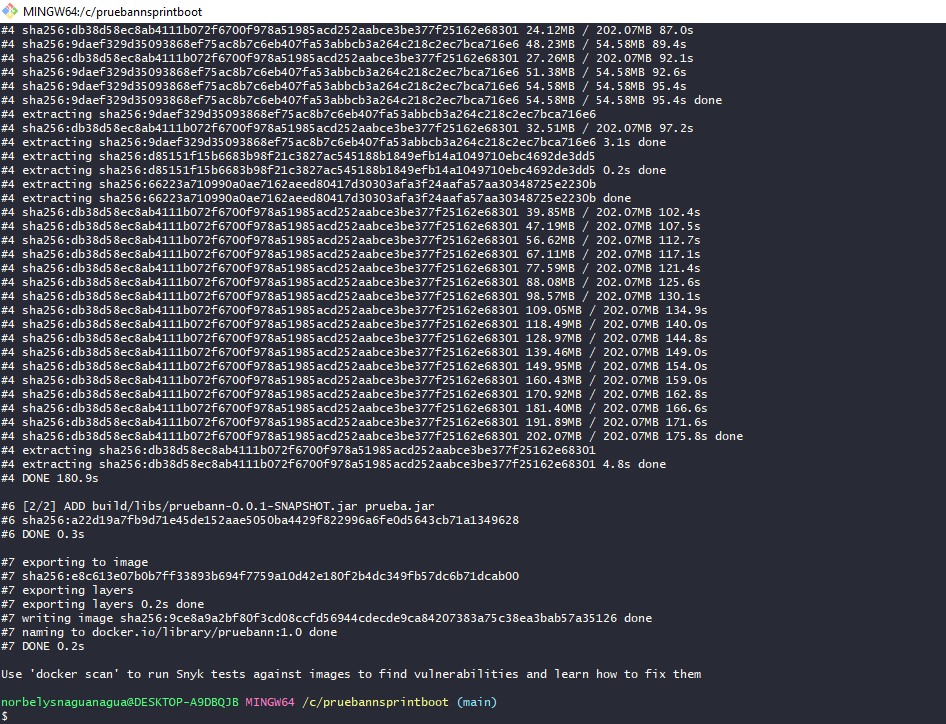 MINGW64:/c/pruebannsprintboot
#4 sha256:db38d58ec8ab4111b072f6700f978a51985acd252aabce3be377f25162e68301 24.12MB / 202.07MB 87.0s
#4 sha256:9daef329d35093868ef75ac8b7c6eb407fa53abbcb3a264c218c2ec7bca716e6 48.23MB / 54.58MB 89.4s
#4 sha256:db38d58ec8ab4111b072f6700f978a51985acd252aabce3be377f25162e68301 27.26MB / 202.07MB 92.1s
#4 sha256:9daef329d35093868ef75ac8b7c6eb407fa53abbcb3a264c218c2ec7bca716e6 51.38MB / 54.58MB 92.6s
#4 sha256:9daef329d35093868ef75ac8b7c6eb407fa53abbcb3a264c218c2ec7bca716e6 54.58MB / 54.58MB 95.4s
#4 sha256:9daef329d35093868ef75ac8b7c6eb407fa53abbcb3a264c218c2ec7bca716e6 54.58MB / 54.58MB 95.4s done
#4 extracting sha256:9daef329d35093868ef75ac8b7c6eb407fa53abbcb3a264c218c2ec7bca716e6
#4 sha256:db38d58ec8ab4111b072f6700f978a51985acd252aabce3be377f25162e68301 32.51MB / 202.07MB 97.2s
#4 extracting sha256:9daef329d35093868ef75ac8b7c6eb407fa53abbcb3a264c218c2ec7bca716e6 3.1s done
#4 extracting sha256:d85151f15b6683b98f21c3827ac545188b1849efb14a1049710ebc4692de3dd5
#4 extracting sha256:d85151f15b6683b98f21c3827ac545188b1849efb14a1049710ebc4692de3dd5 0.2s done
#4 extracting sha256:66223a710990a0ae7162aeed80417d30303afa3f24aafa57aa30348725e2230b
#4 extracting sha256:66223a710990a0ae7162aeed80417d30303afa3f24aafa57aa30348725e2230b done
#4 sha256:db38d58ec8ab4111b072f6700f978a51985acd252aabce3be377f25162e68301 39.85MB / 202.07MB 102.4s
#4 sha256:db38d58ec8ab4111b072f6700f978a51985acd252aabce3be377f25162e68301 47.19MB / 202.07MB 107.5s
#4 sha256:db38d58ec8ab4111b072f6700f978a51985acd252aabce3be377f25162e68301 56.62MB / 202.07MB 112.7s
#4 sha256:db38d58ec8ab4111b072f6700f978a51985acd252aabce3be377f25162e68301 67.11MB / 202.07MB 117.1s
#4 sha256:db38d58ec8ab4111b072f6700f978a51985acd252aabce3be377f25162e68301 77.59MB / 202.07MB 121.4s
#4 sha256:db38d58ec8ab4111b072f6700f978a51985acd252aabce3be377f25162e68301 88.08MB / 202.07MB 125.6s
#4 sha256:db38d58ec8ab4111b072f6700f978a51985acd252aabce3be377f25162e68301 98.57MB / 202.07MB 130.1s
#4 sha256:db38d58ec8ab4111b072f6700f978a51985acd252aabce3be377f25162e68301 109.05MB / 202.07MB 134.9s
#4 sha256:db38d58ec8ab4111b072f6700f978a51985acd252aabce3be377f25162e68301 118.49MB / 202.07MB 140.0s
#4 sha256:db38d58ec8ab4111b072f6700f978a51985acd252aabce3be377f25162e68301 128.97MB / 202.07MB 144.8s
#4 sha256:db38d58ec8ab4111b072f6700f978a51985acd252aabce3be377f25162e68301 139.46MB / 202.07MB 149.0s
#4 sha256:db38d58ec8ab4111b072f6700f978a51985acd252aabce3be377f25162e68301 149.95MB / 202.07MB 154.0s
#4 sha256:db38d58ec8ab4111b072f6700f978a51985acd252aabce3be377f25162e68301 160.43MB / 202.07MB 159.0s
#4 sha256:db38d58ec8ab4111b072f6700f978a51985acd252aabce3be377f25162e68301 170.92MB / 202.07MB 162.8s
#4 sha256:db38d58ec8ab4111b072f6700f978a51985acd252aabce3be377f25162e68301 181.40MB / 202.07MB 166.6s
#4 sha256:db38d58ec8ab4111b072f6700f978a51985acd252aabce3be377f25162e68301 191.89MB / 202.07MB 171.6s
#4 sha256:db38d58ec8ab4111b072f6700f978a51985acd252aabce3be377f25162e68301 202.07MB / 202.07MB 175.8s done
#4 extracting sha256:db38d58ec8ab4111b072f6700f978a51985acd252aabce3be377f25162e68301
#4 extracting sha256:db38d58ec8ab4111b072f6700f978a51985acd252aabce3be377f25162e68301 4.8s done
#4 DONE 180.9s
#6 [2/2] ADD build/libs/pruebann-0.0.1-SNAPSHOT.jar prueba.jar
#6 sha256:a22d19a7fb9d71e45de152aae5050ba4429f822996a6fe0d5643cb71a1349628
#6 DONE 0.3s
#7 exporting to image
#7 sha256:e8c613e07b0b7ff33893b694f7759a10d42e180f2b4dc349fb57dc6b71dcab00
#7 exporting layers
#7 exporting layers 0.2s done
#7 writing image sha256:9ce8a9a2bf80f3cd08ccfd56944cdecde9ca84207383a75c38ea3bab57a35126 done
#7 naming to docker.io/library/pruebann:1.0 done
#7 DONE 0.2s
Use 'docker scan' to run Snyk tests against images to find vulnerabilities and learn how to fix them
norbelysnaguanagua@DESKTOP-A9DBQJB MINGW64 /c/pruebannsprintboot (main)
$